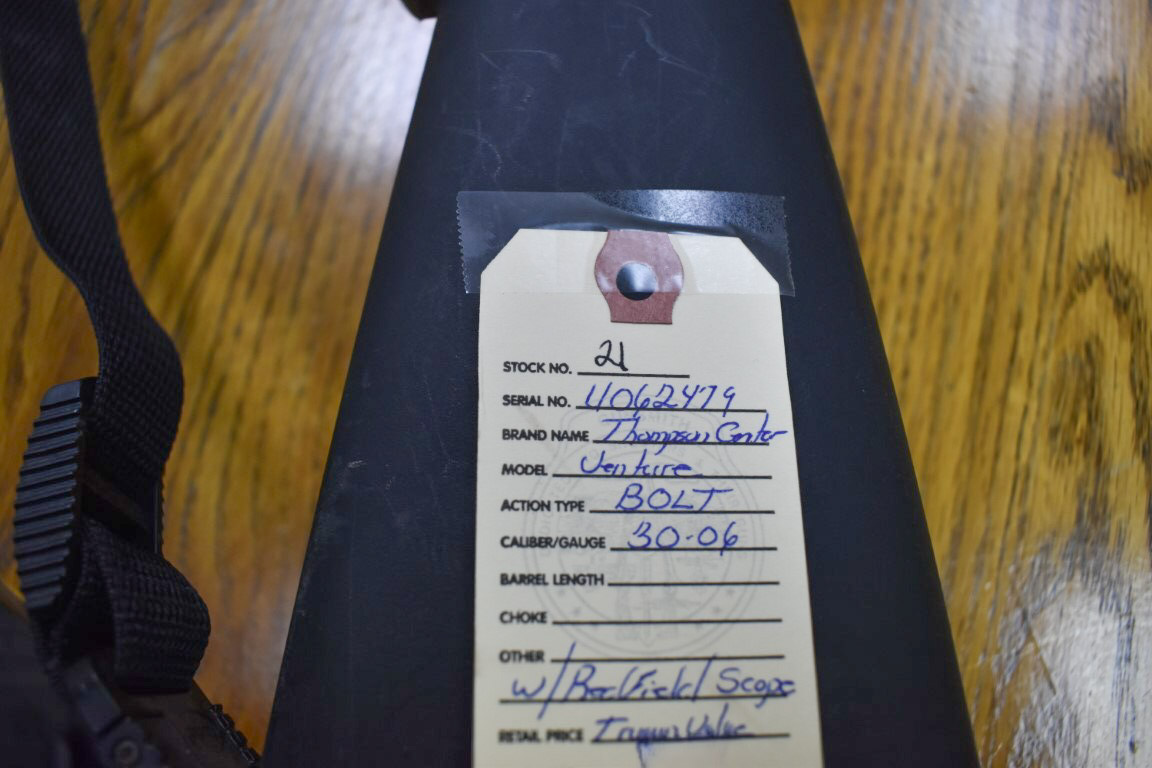 STOCK NO. 21
SERIAL NO. U062479
BRAND NAME Thompson Center
MODEL Venture
ACTION TYPE BOLT
CALIBER/GAUGE 30-06
BARREL LENGTH
CHOKE
OTHER
w/ Redfield Scope
RETAIL PRICE